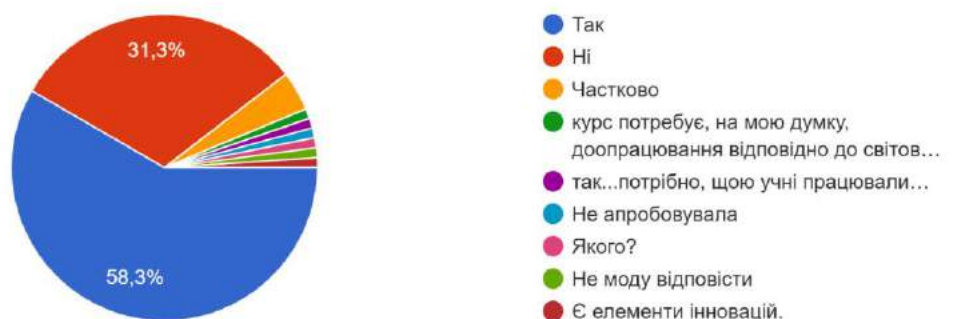 31,3%
58,3%
Так
Ні
Частково
курс потребує, на мою думку,
доопрацювання відповідно до світов…
так...потрібно, щою учні працювали…
Не апробовувала
Якого?
Не моду відповісти
Є елементи інновацій.